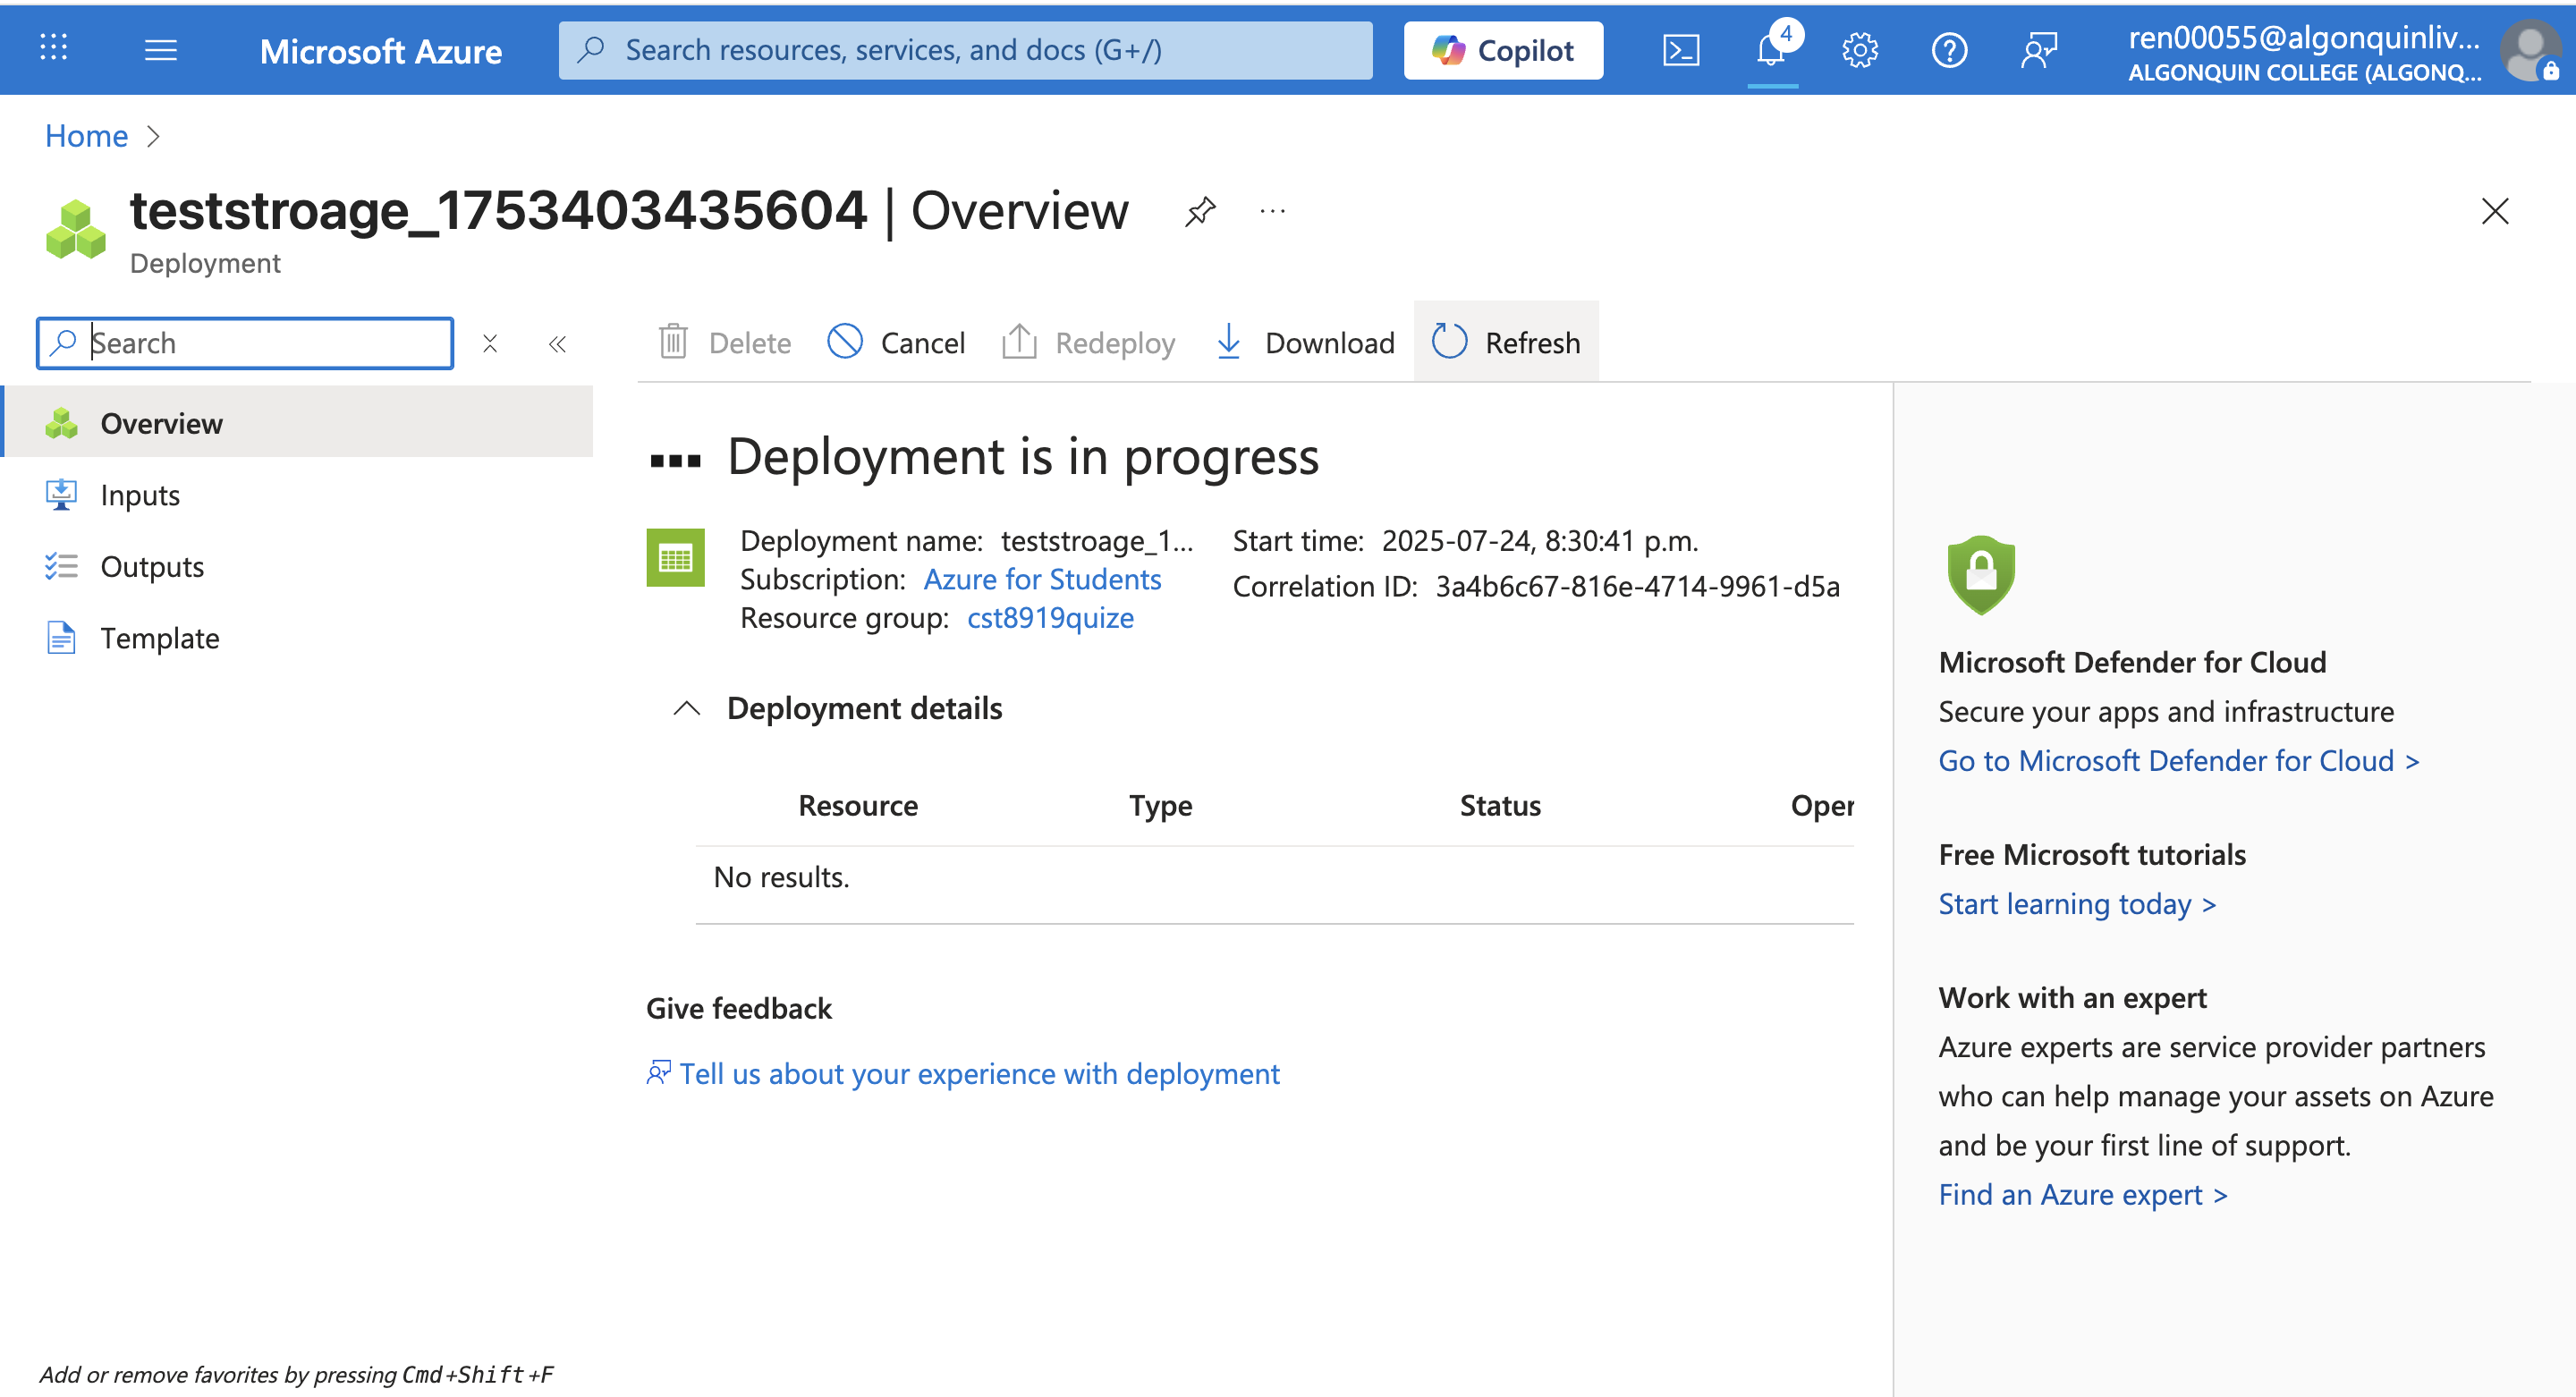 Microsoft Azure
Search resources, services, and docs (G+/)
Copilot
4
ren00055@algonquinliv...
ALGONQUIN COLLEGE (ALGONQ...
Home
teststroage_1753403435604 | Overview
Deployment
Search
Delete
Cancel
Redeploy
Download
Refresh
Overview
Inputs
Outputs
Template
Deployment is in progress
Deployment name: teststroage_1...
Subscription: Azure for Students
Resource group: cst8919quize
Start time: 2025-07-24, 8:30:41 p.m.
Correlation ID: 3a4b6c67-816e-4714-9961-d5a
Deployment details
Resource Type Status Oper
No results.
Give feedback
Tell us about your experience with deployment
Microsoft Defender for Cloud
Secure your apps and infrastructure
Go to Microsoft Defender for Cloud >
Free Microsoft tutorials
Start learning today >
Work with an expert
Azure experts are service provider partners
who can help manage your assets on Azure
and be your first line of support.
Find an Azure expert >
Add or remove favorites by pressing Cmd+Shift+F